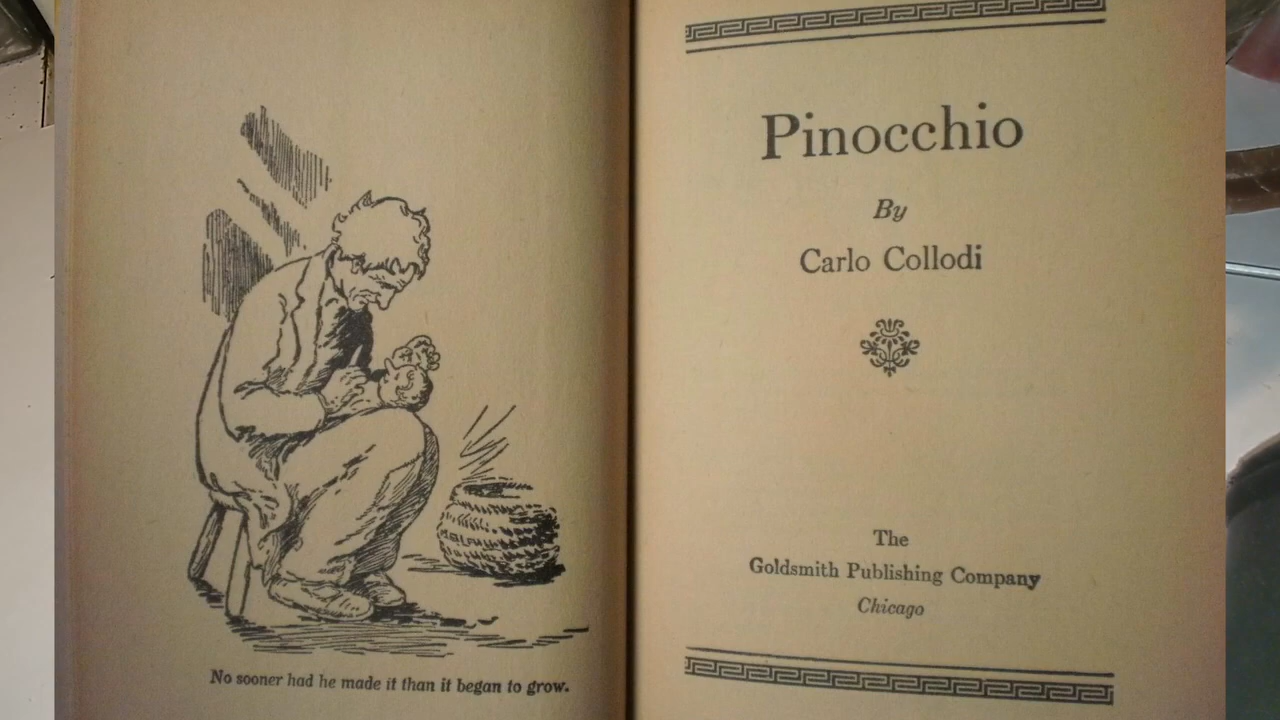 No sooner had he made it than it began to grow.
Pinocchio
By
Carlo Collodi
The
Goldsmith Publishing Company
Chicago